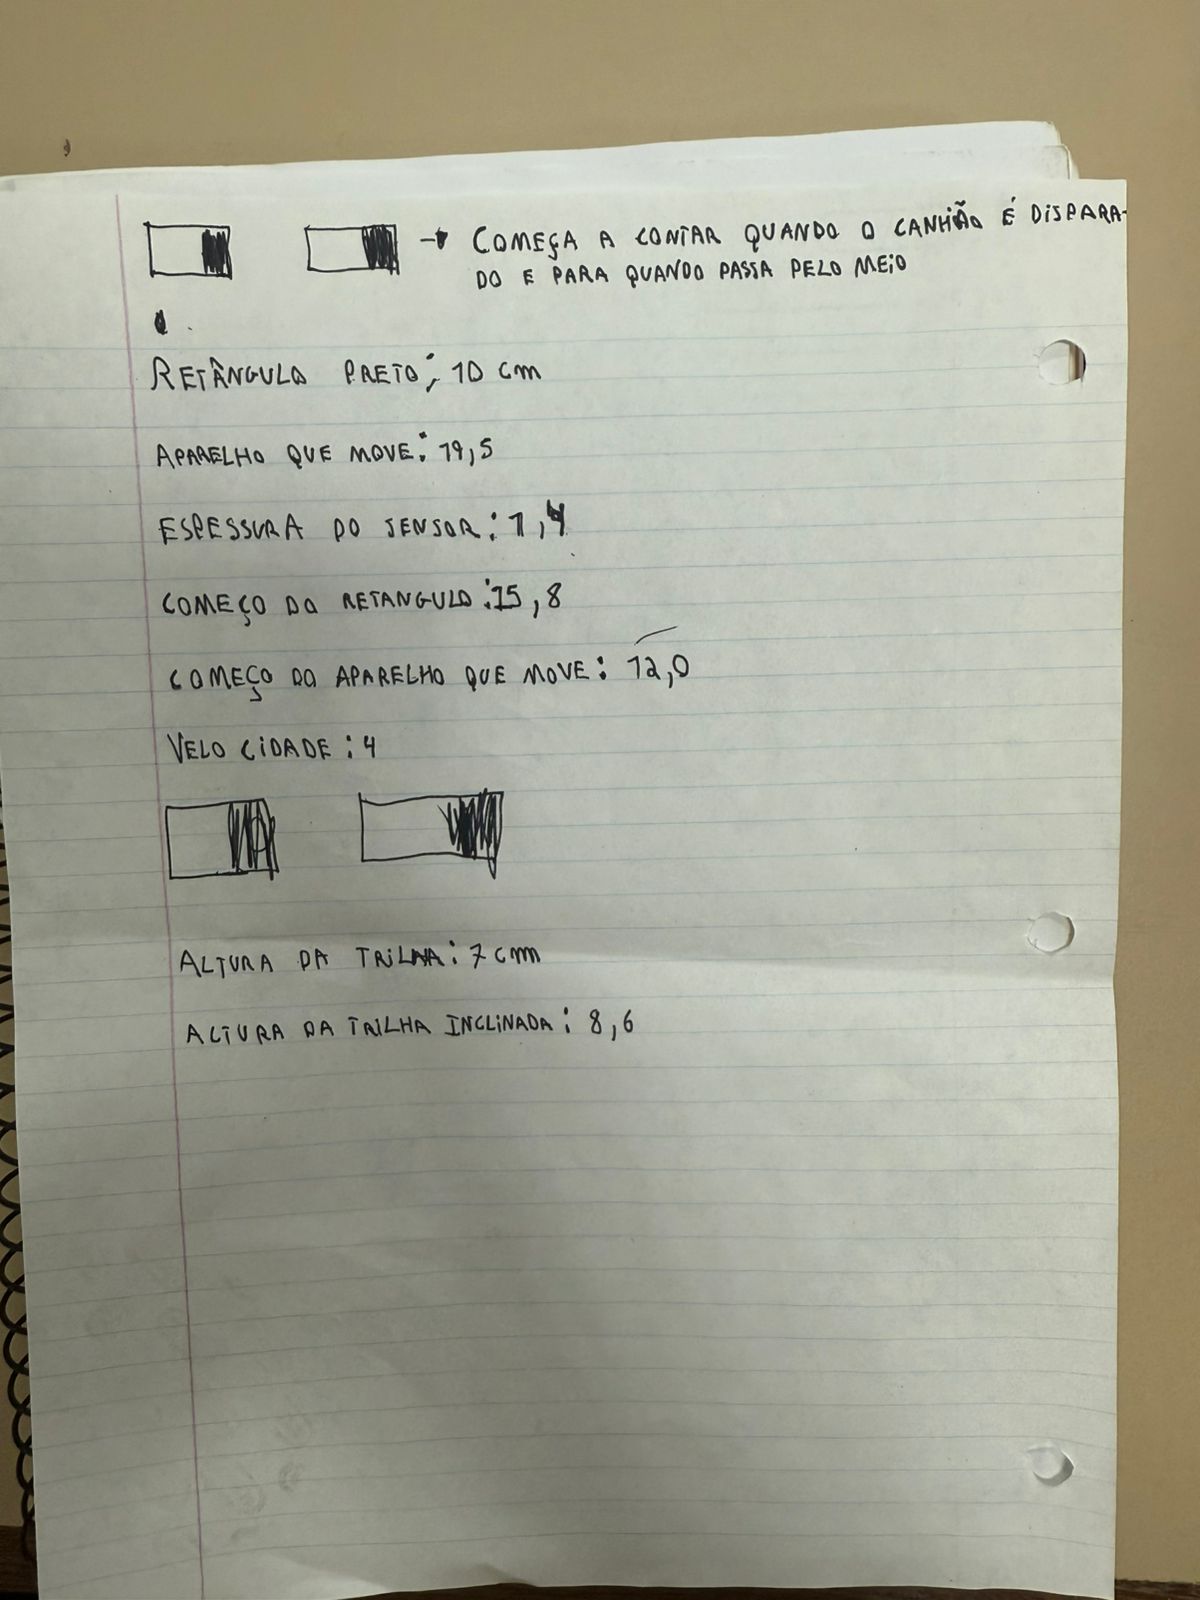 → COMEÇA A CONTAR QUANDO O CANHÃO É DISPARA-
DO E PARA QUANDO PASSA PELO MEIO
RETÂNGULO PRETO: 10 cm
APARELHO QUE MOVE: 19,5
ESPESSURA DO SENSOR: 1,4
COMEÇO DO RETANGULO: 15,8
COMEÇO DO APARELHO QUE MOVE: 12,0
VELOCIDADE: 4
ALTURA DA TRILHA: 7 cm
ALTURA DA TRILHA INCLINADA: 8,6